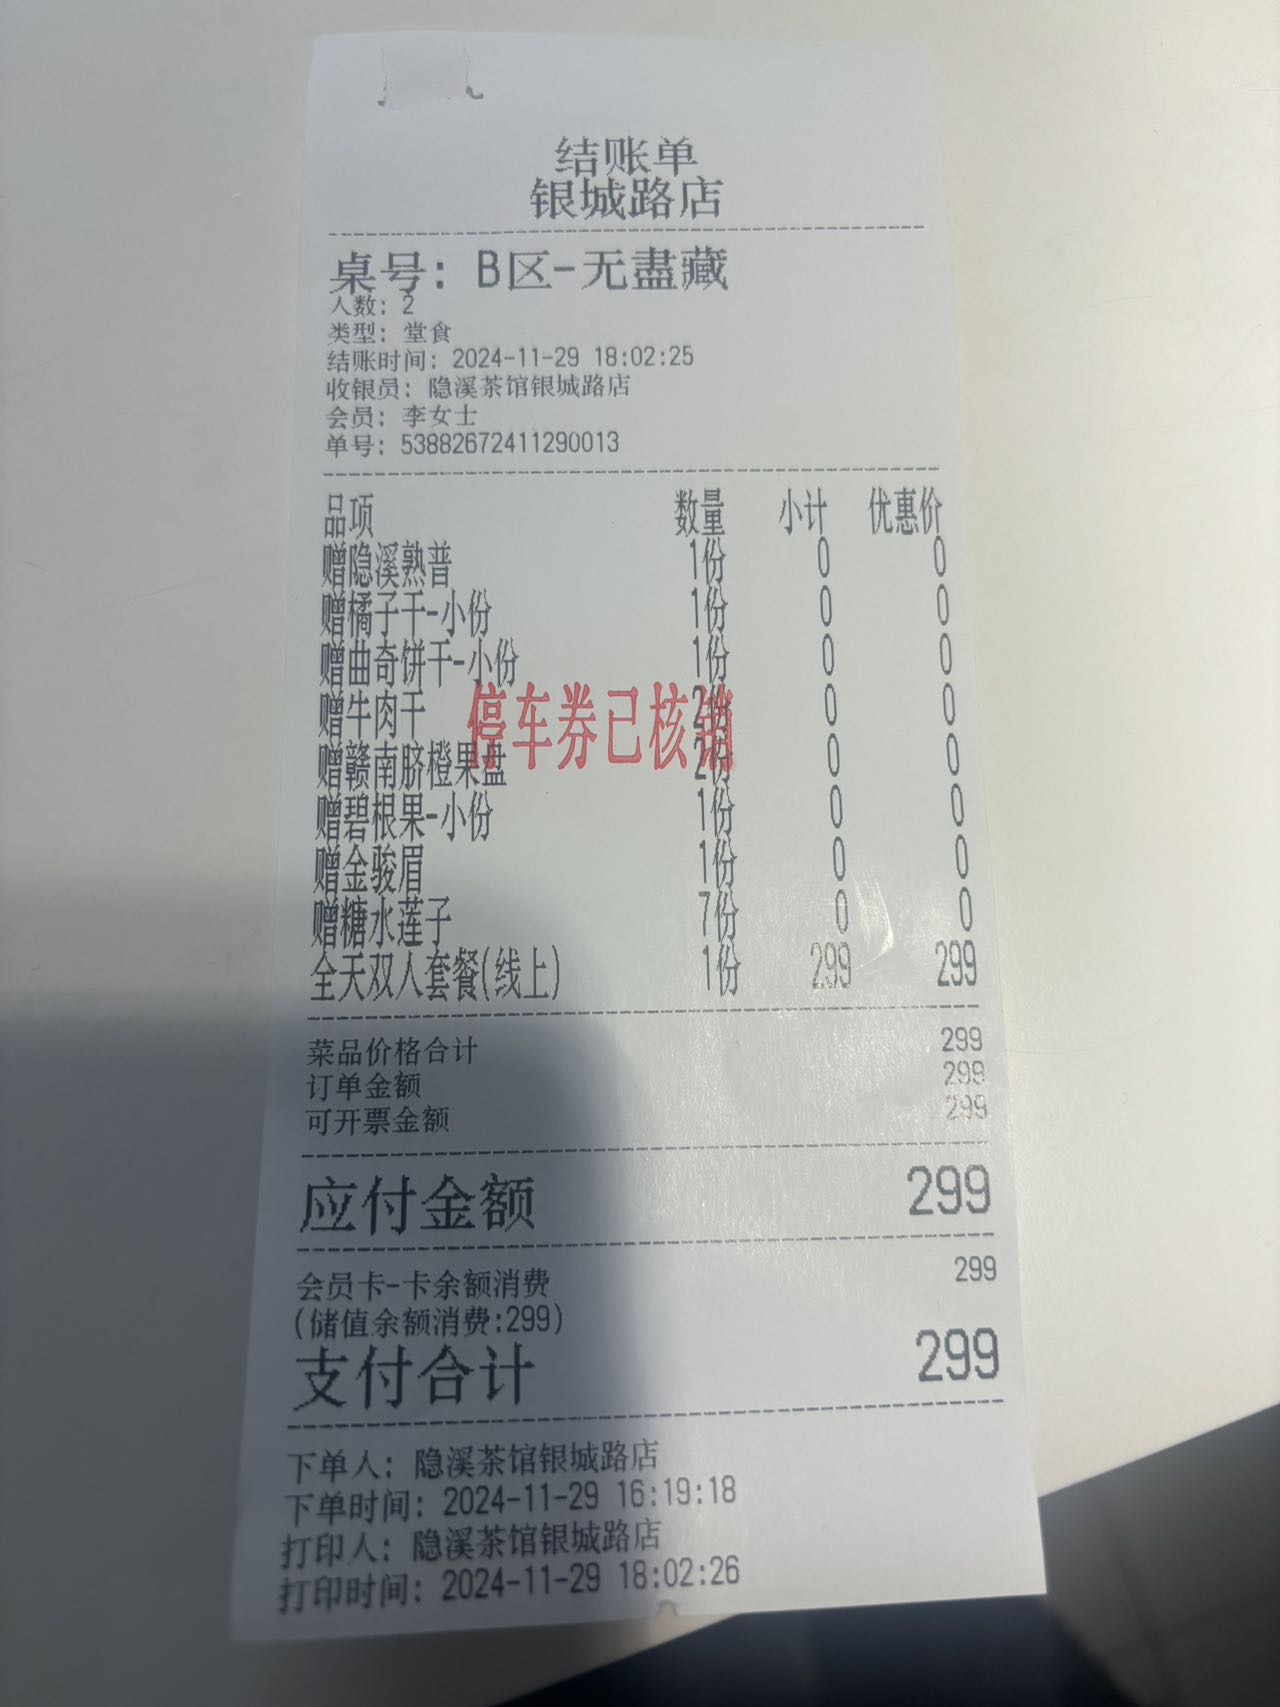 结账单
银城路店
桌号: B区-无盡藏
人数: 2
类型: 堂食
结账时间: 2024-11-29 18:02:25
收银员: 隐溪茶馆银城路店
会员: 李女士
单号: 53882672411290013
品项 数量 小计 优惠价
赠隐溪熟普 1份 0 0
赠橘子干-小份 1份 0 0
赠曲奇饼干-小份 1份 0 0
赠牛肉干 2份 0 0
停车券已核销
赠赣南脐橙果盘 2份 0 0
赠碧根果-小份 1份 0 0
赠金骏眉 1份 0 0
赠糖水莲子 7份 0 0
全天双人套餐(线上) 1份 299 299
菜品价格合计 299
订单金额 299
可开票金额 299
应付金额 299
会员卡-卡余额消费 299
(储值余额消费:299)
支付合计 299
下单人: 隐溪茶馆银城路店
下单时间: 2024-11-29 16:19:18
打印人: 隐溪茶馆银城路店
打印时间: 2024-11-29 18:02:26